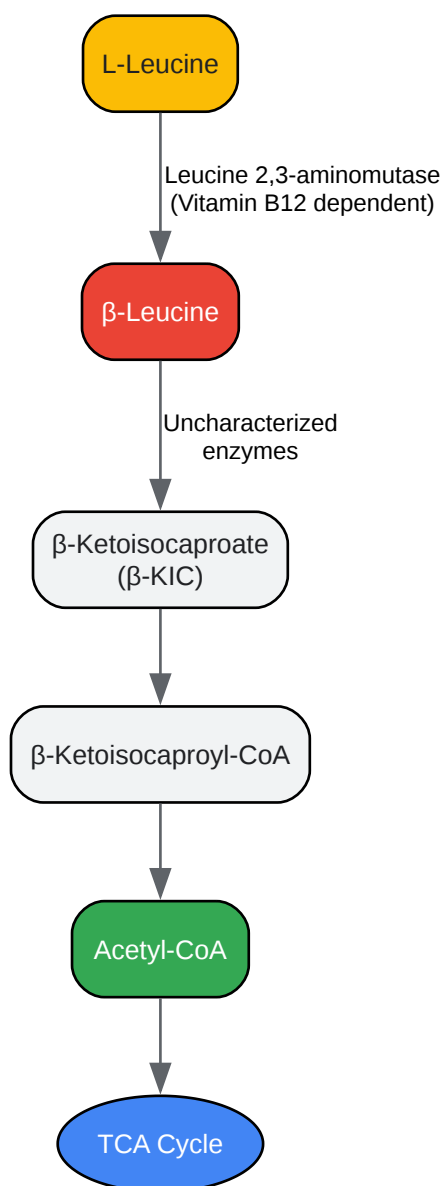 L-Leucine
Leucine 2,3-aminomutase
(Vitamin B12 dependent)
β-Leucine
Uncharacterized
enzymes
β-Ketoisocaproate
(β-KIC)
β-Ketoisocaproyl-CoA
Acetyl-CoA
TCA Cycle